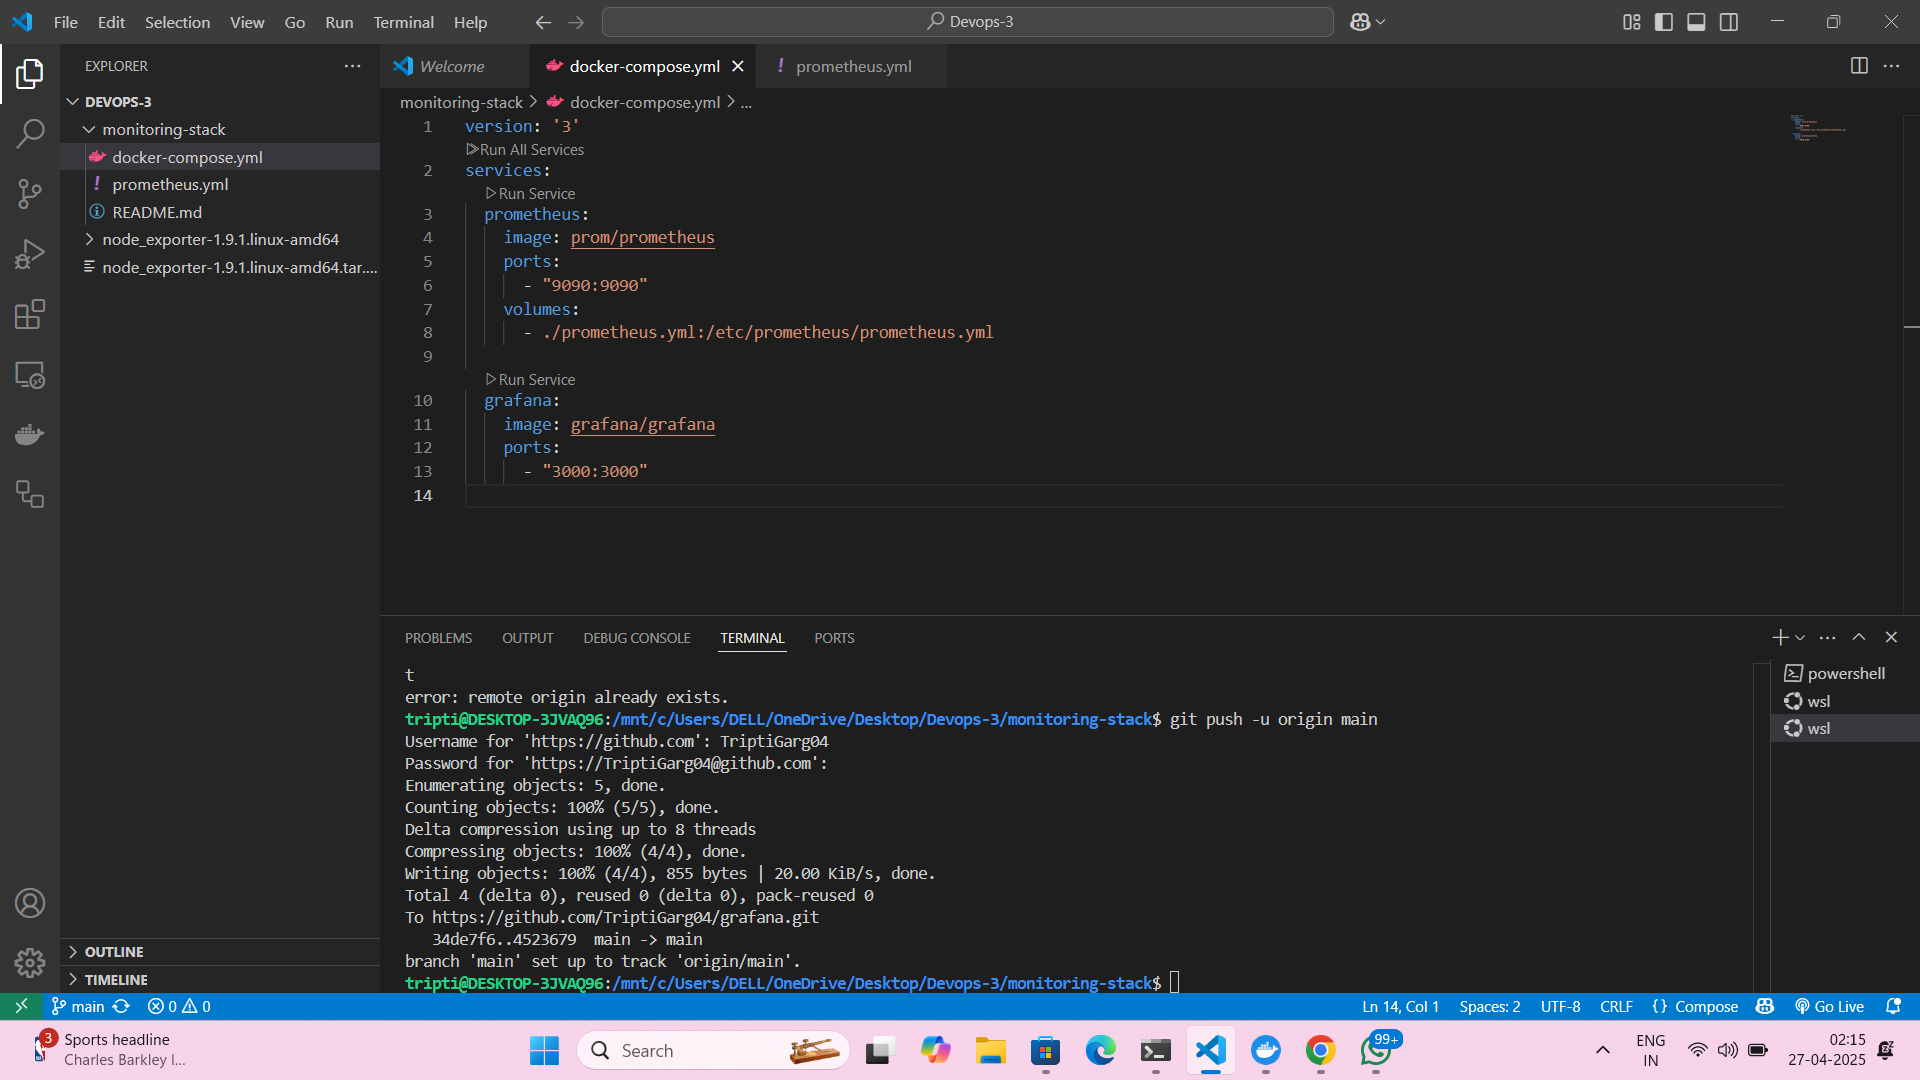 File Edit Selection View Go Run Terminal Help
Devops-3
EXPLORER
DEVOPS-3
monitoring-stack
docker-compose.yml
! prometheus.yml
README.md
node_exporter-1.9.1.linux-amd64
node_exporter-1.9.1.linux-amd64.tar....
OUTLINE
TIMELINE
Welcome
docker-compose.yml
! prometheus.yml
monitoring-stack > docker-compose.yml > ...
1 version: '3'
Run All Services
2 services:
Run Service
3 prometheus:
4 image: prom/prometheus
5 ports:
6 - "9090:9090"
7 volumes:
8 - ./prometheus.yml:/etc/prometheus/prometheus.yml
9
Run Service
10 grafana:
11 image: grafana/grafana
12 ports:
13 - "3000:3000"
14
PROBLEMS OUTPUT DEBUG CONSOLE TERMINAL PORTS
t
error: remote origin already exists.
tripti@DESKTOP-3JVAQ96:/mnt/c/Users/DELL/OneDrive/Desktop/Devops-3/monitoring-stack$ git push -u origin main
Username for 'https://github.com': TriptiGarg04
Password for 'https://TriptiGarg04@github.com':
Enumerating objects: 5, done.
Counting objects: 100% (5/5), done.
Delta compression using up to 8 threads
Compressing objects: 100% (4/4), done.
Writing objects: 100% (4/4), 855 bytes | 20.00 KiB/s, done.
Total 4 (delta 0), reused 0 (delta 0), pack-reused 0
To https://github.com/TriptiGarg04/grafana.git
34de7f6..4523679 main -> main
branch 'main' set up to track 'origin/main'.
tripti@DESKTOP-3JVAQ96:/mnt/c/Users/DELL/OneDrive/Desktop/Devops-3/monitoring-stack$
powershell
wsl
wsl
main 0 0
Ln 14, Col 1 Spaces: 2 UTF-8 CRLF {} Compose Go Live
3
Sports headline
Charles Barkley l...
Search
99+
ENG
IN
02:15
27-04-2025